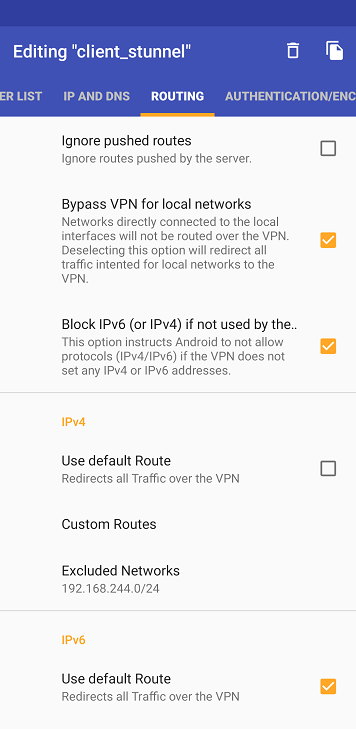 Editing "client_stunnel"
ER LIST IP AND DNS ROUTING AUTHENTICATION/ENC
Ignore pushed routes
Ignore routes pushed by the server.
Bypass VPN for local networks
Networks directly connected to the local
interfaces will not be routed over the VPN.
Deselecting this option will redirect all
traffic intented for local networks to the
VPN.
Block IPv6 (or IPv4) if not used by the..
This option instructs Android to not allow
protocols (IPv4/IPv6) if the VPN does not
set any IPv4 or IPv6 addresses.
IPv4
Use default Route
Redirects all Traffic over the VPN
Custom Routes
Excluded Networks
192.168.244.0/24
IPv6
Use default Route
Redirects all Traffic over the VPN